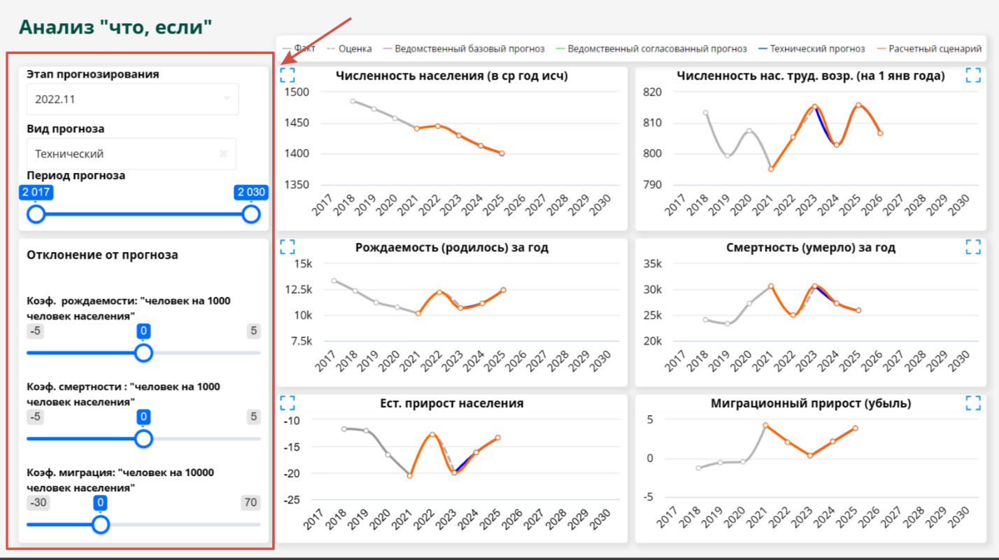 Анализ "что, если"
Этап прогнозирования
2022.11
Вид прогноза
Технический
Период прогноза
2 017 2 030
Отклонение от прогноза
Коэф. рождаемости: "человек на 1000
человек населения"
-5 0 5
Коэф. смертности : "человек на 1000
человек населения"
-5 0 5
Коэф. миграция: "человек на 10000
человек населения"
-30 0 70
Факт Оценка Ведомственный базовый прогноз Ведомственный согласованный прогноз Технический прогноз Расчетный сценарий
Численность населения (в ср год исч)
1500
1450
1400
1350
2017 2018 2019 2020 2021 2022 2023 2024 2025 2026 2027 2028 2029 2030
Численность нас. труд. возр. (на 1 янв года)
820
810
800
790
2017 2018 2019 2020 2021 2022 2023 2024 2025 2026 2027 2028 2029 2030
Рождаемость (родилось) за год
15k
12.5k
10k
7.5k
2017 2018 2019 2020 2021 2022 2023 2024 2025 2026 2027 2028 2029 2030
Смертность (умерло) за год
35k
30k
25k
20k
2017 2018 2019 2020 2021 2022 2023 2024 2025 2026 2027 2028 2029 2030
Ест. прирост населения
-10
-15
-20
-25
2017 2018 2019 2020 2021 2022 2023 2024 2025 2026 2027 2028 2029 2030
Миграционный прирост (убыль)
5
0
-5
2017 2018 2019 2020 2021 2022 2023 2024 2025 2026 2027 2028 2029 2030